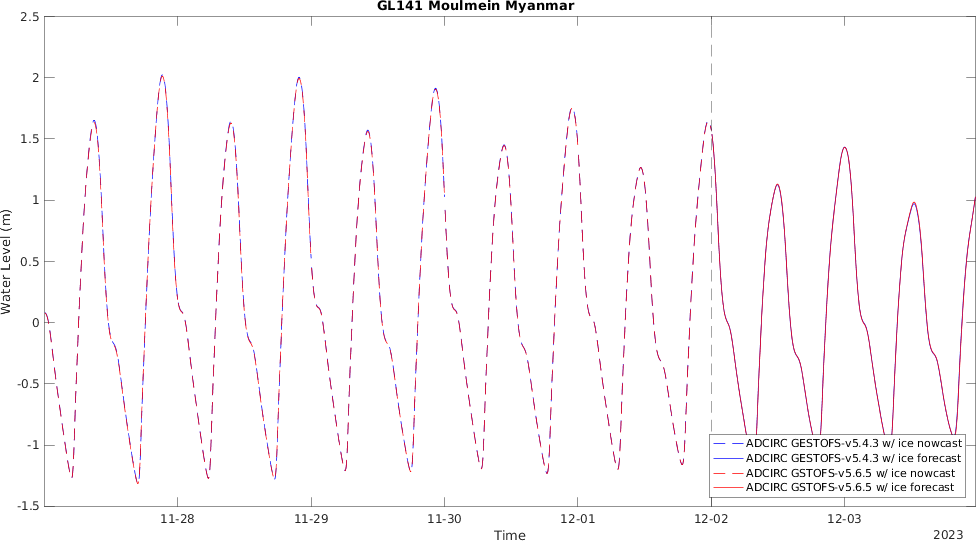 GL141 Moulmein Myanmar
Water Level (m)
2.5
2
1.5
1
0.5
0
-0.5
-1
-1.5
ADCIRC GESTOFS-v5.4.3 w/ ice nowcast
ADCIRC GESTOFS-v5.4.3 w/ ice forecast
ADCIRC GSTOFS-v5.6.5 w/ ice nowcast
ADCIRC GSTOFS-v5.6.5 w/ ice forecast
11-28 11-29 11-30 12-01 12-02 12-03
Time
2023